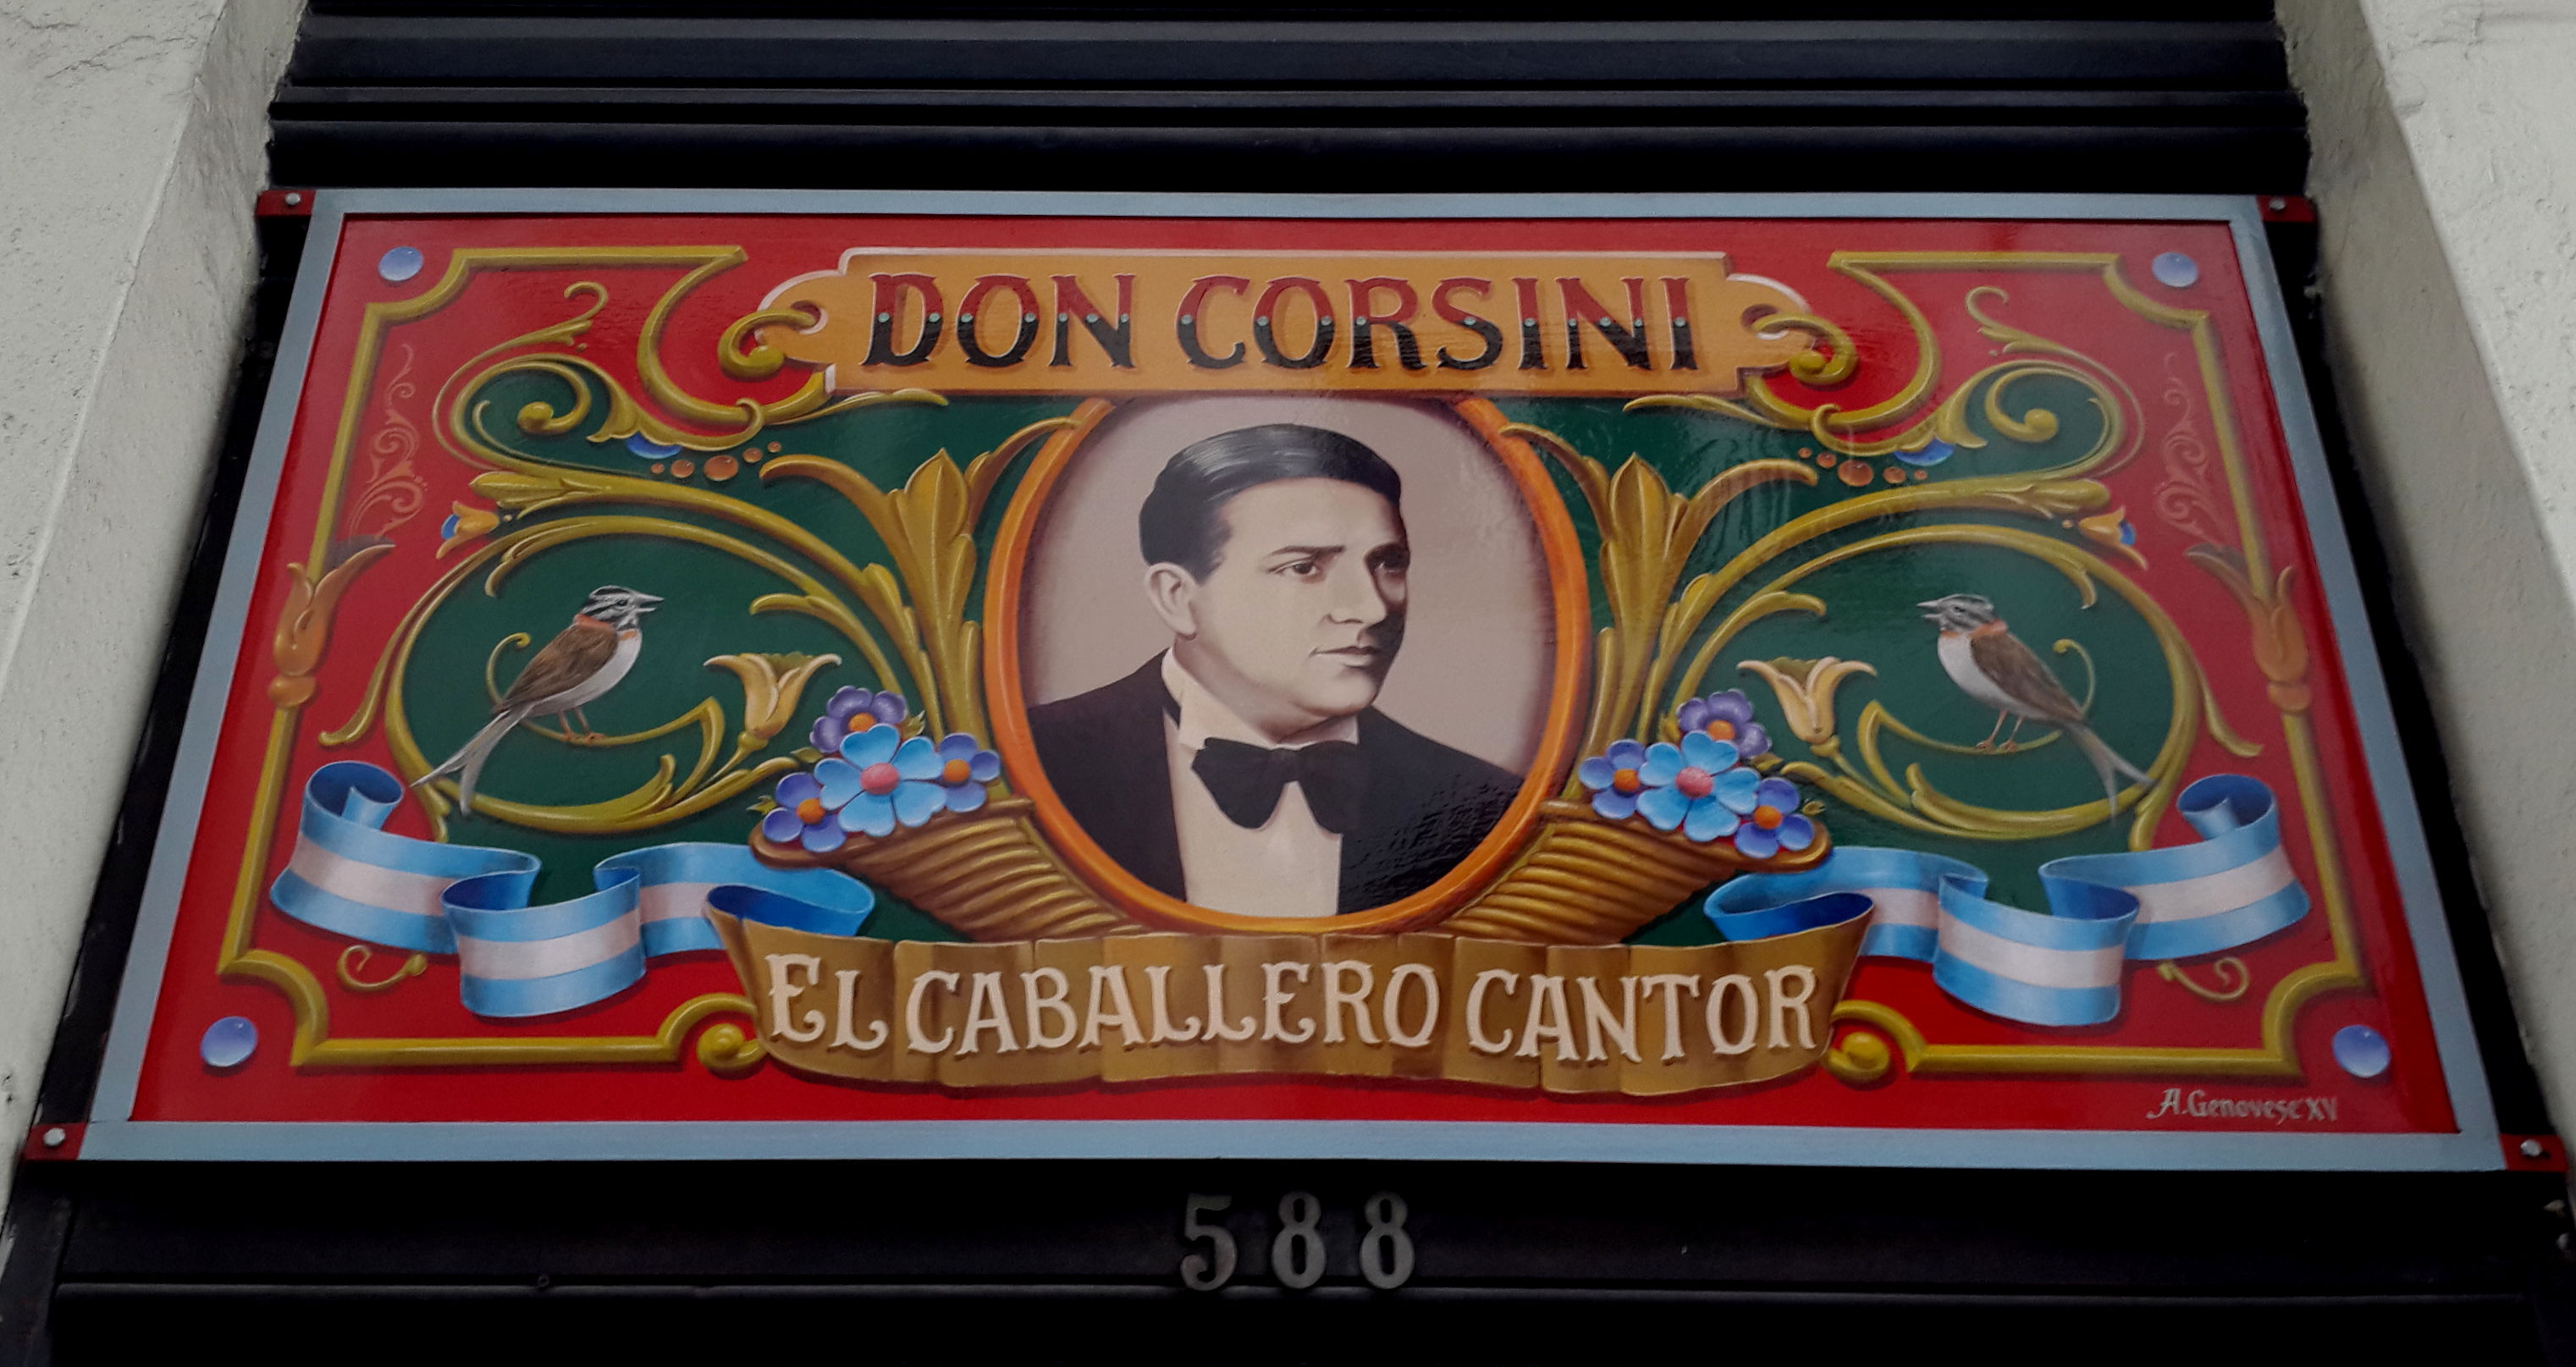 DON CORSINI
EL CABALLERO CANTOR
A. Genovese XV
588